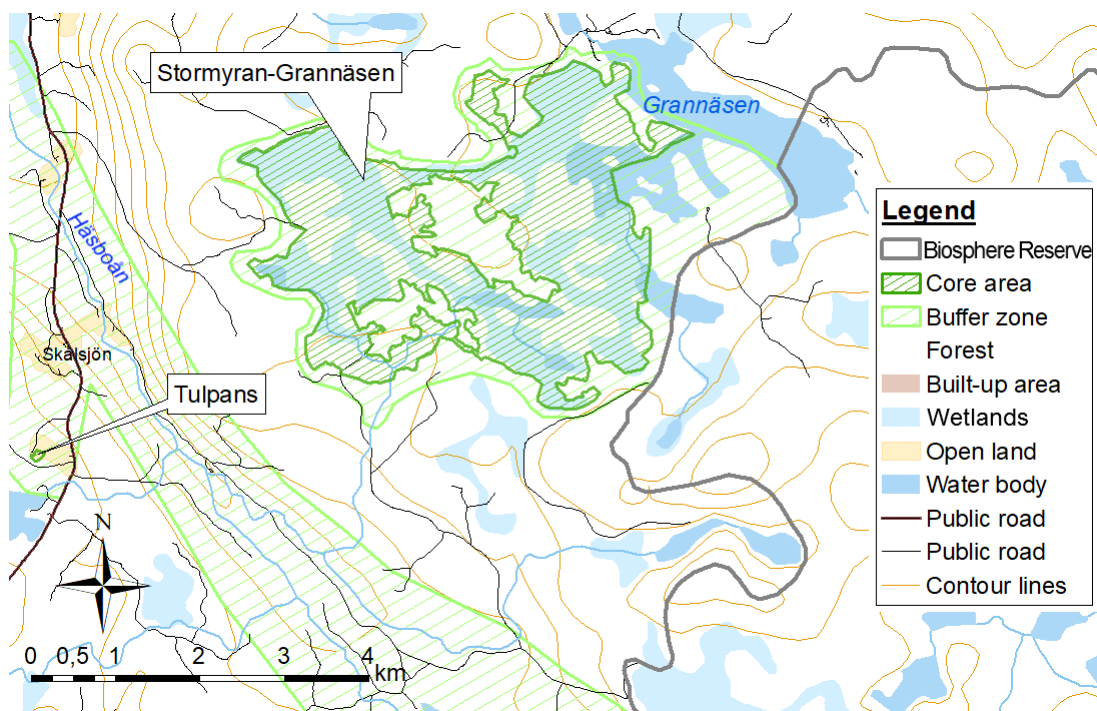 Stormyran-Grannäsen
Grannäsen
Häsboån
Skålsjön
Tulpans
N
0 0,5 1 2 3 4
km
Legend
Biosphere Reserve
Core area
Buffer zone
Forest
Built-up area
Wetlands
Open land
Water body
Public road
Public road
Contour lines